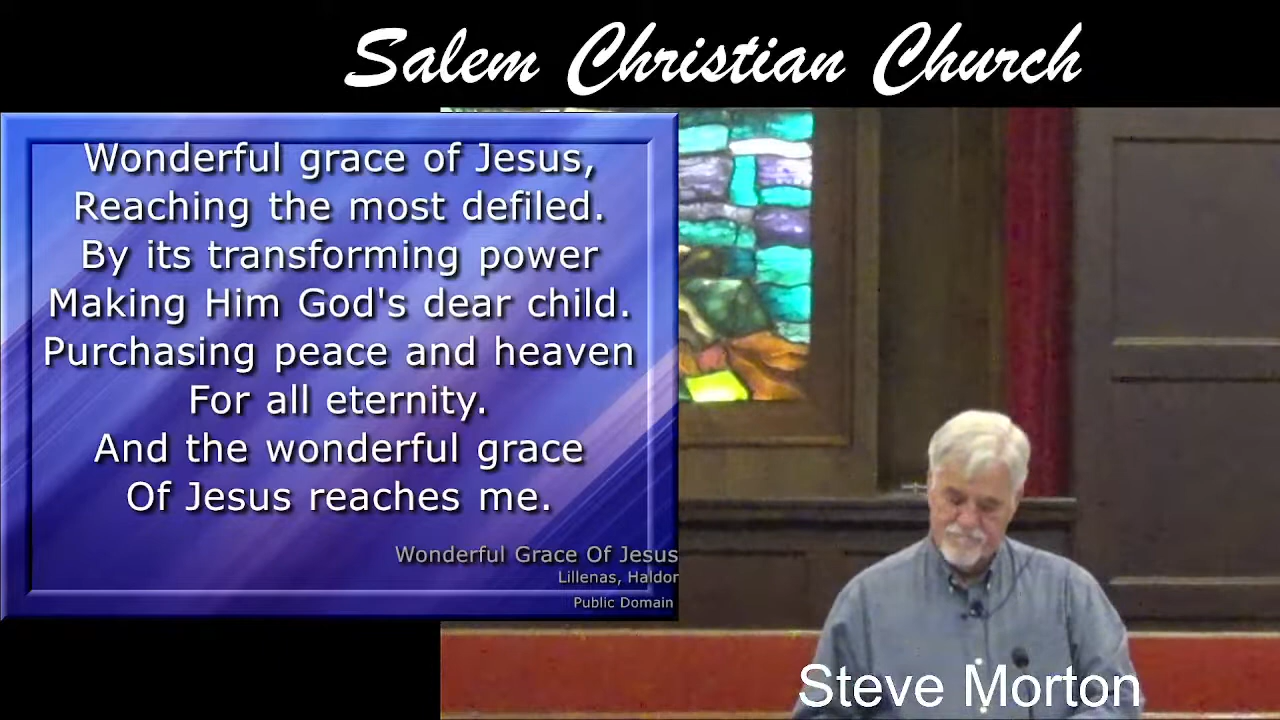 Salem Christian Church
Wonderful grace of Jesus,
Reaching the most defiled.
By its transforming power
Making Him God's dear child.
Purchasing peace and heaven
For all eternity.
And the wonderful grace
Of Jesus reaches me.
Wonderful Grace Of Jesus
Lillenas, Haldor
Public Domain
Steve Morton